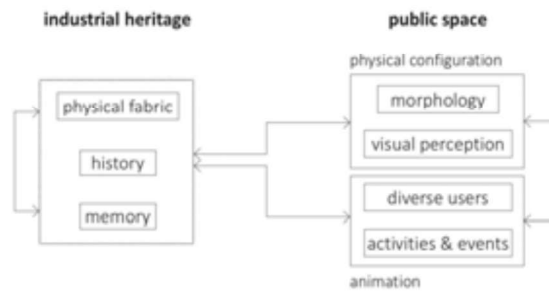 industrial heritage
public space
physical configuration
physical fabric
history
memory
morphology
visual perception
diverse users
activities & events
animation